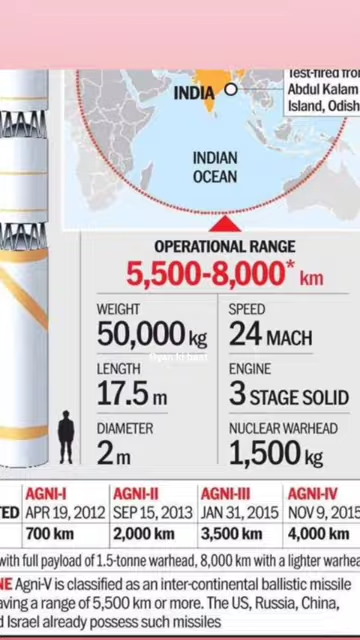 Test-fired from
Abdul Kalam
Island, Odish
INDIA
INDIAN
OCEAN
OPERATIONAL RANGE
5,500-8,000* km
WEIGHT
50,000 kg
SPEED
24 MACH
LENGTH
17.5 m
ENGINE
3 STAGE SOLID
DIAMETER
2 m
NUCLEAR WARHEAD
1,500 kg
AGNI-I AGNI-II AGNI-III AGNI-IV
TED APR 19, 2012 SEP 15, 2013 JAN 31, 2015 NOV 9, 2015
700 km 2,000 km 3,500 km 4,000 km
with full payload of 1.5-tonne warhead, 8,000 km with a lighter warhea
NE Agni-V is classified as an inter-continental ballistic missile
aving a range of 5,500 km or more. The US, Russia, China,
d Israel already possess such missiles